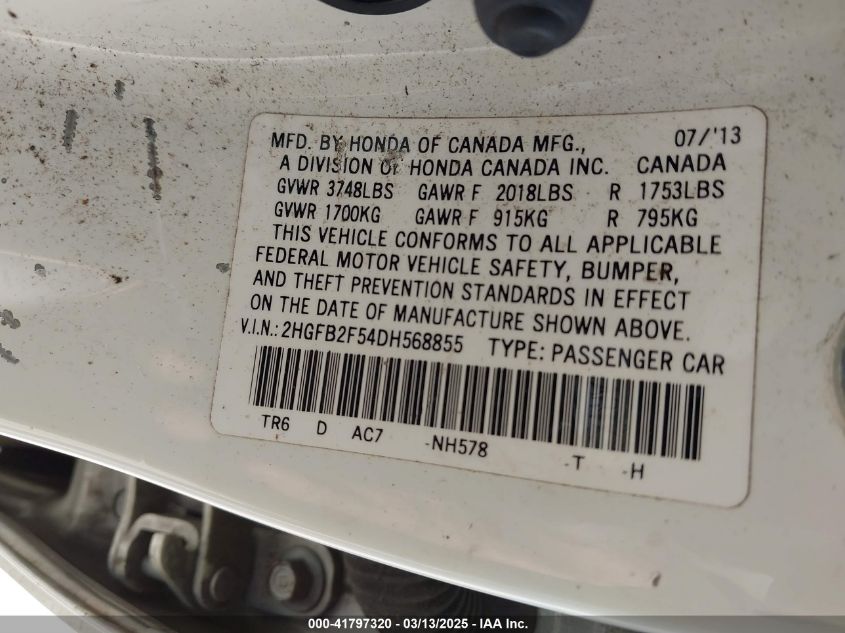 MFD. BY HONDA OF CANADA MFG., 07/'13
A DIVISION OF HONDA CANADA INC. CANADA
GVWR 3748LBS GAWR F 2018LBS R 1753LBS
GVWR 1700KG GAWR F 915KG R 795KG
THIS VEHICLE CONFORMS TO ALL APPLICABLE
FEDERAL MOTOR VEHICLE SAFETY, BUMPER,
AND THEFT PREVENTION STANDARDS IN EFFECT
ON THE DATE OF MANUFACTURE SHOWN ABOVE.
V.I.N.: 2HGFB2F54DH568855 TYPE: PASSENGER CAR
TR6 D AC7 -NH578 -T -H
000-41797320 - 03/13/2025 - IAA Inc.